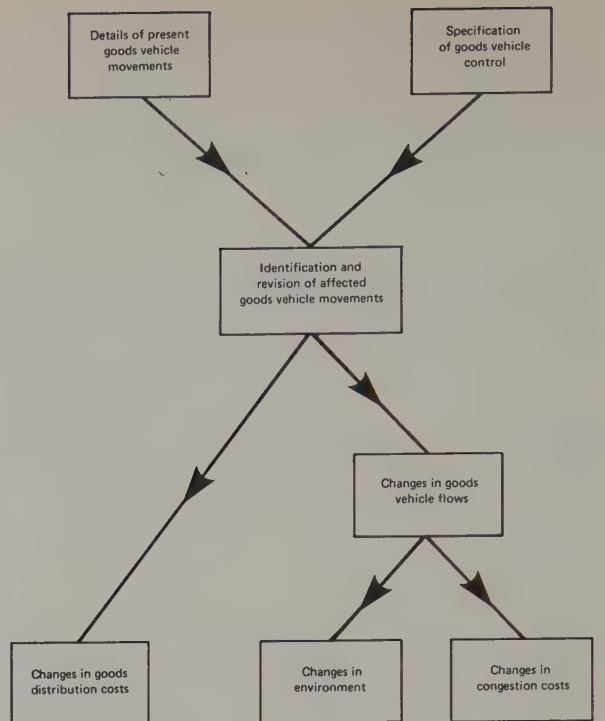 Details of present
goods vehicle
movements
Specification
of goods vehicle
control
Identification and
revision of affected
goods vehicle movements
Changes in goods
vehicle flows
Changes in goods
distribution costs
Changes in
environment
Changes in
congestion costs